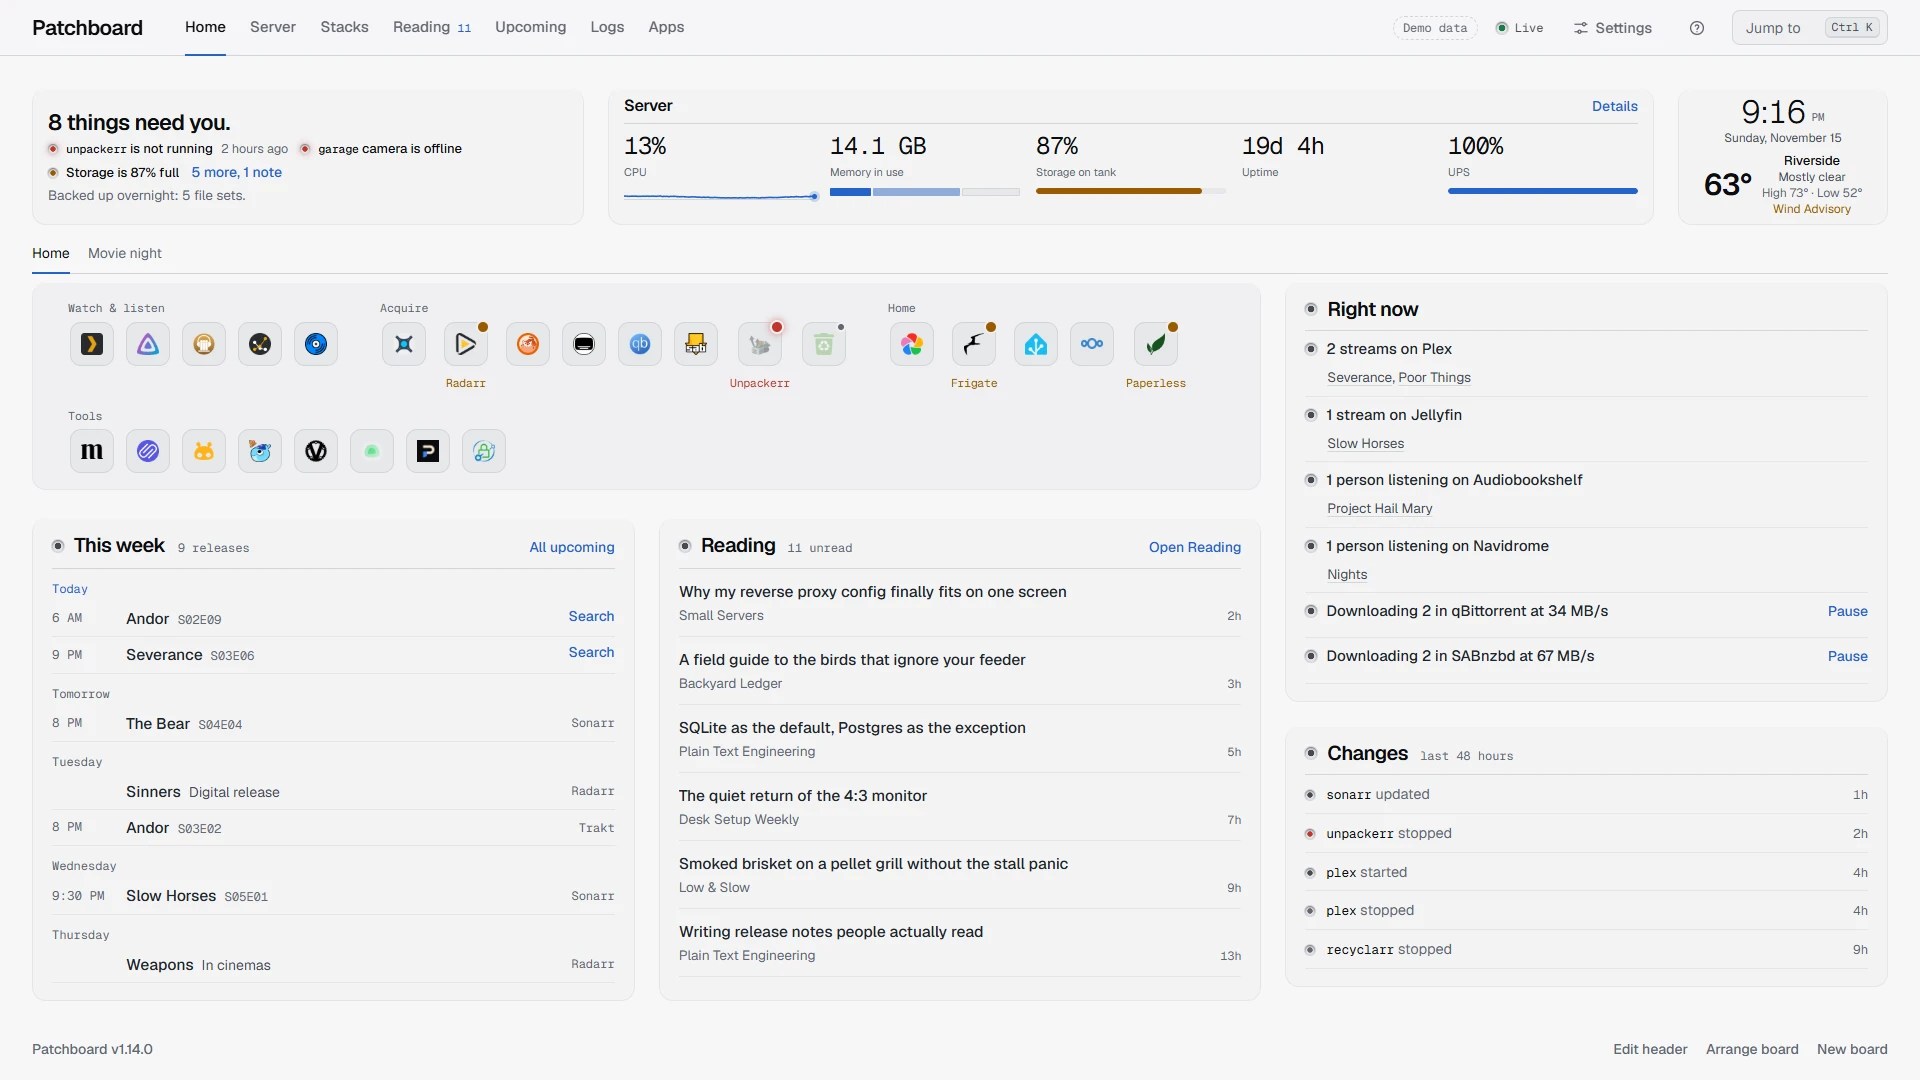 Patchboard
Home Server Stacks Reading 11 Upcoming Logs Apps
Demo data Live Settings Jump to Ctrl K
8 things need you.
unpackerr is not running 2 hours ago garage camera is offline
Storage is 87% full 5 more, 1 note
Backed up overnight: 5 file sets.
Server Details
13% 14.1 GB 87% 19d 4h 100%
CPU Memory in use Storage on tank Uptime UPS
9:16 PM
Sunday, November 15
63°
Riverside
Mostly clear
High 73° · Low 52°
Wind Advisory
Home Movie night
Watch & listen Acquire Home
Radarr Unpackerr Frigate Paperless
Tools
Right now
2 streams on Plex
Severance, Poor Things
1 stream on Jellyfin
Slow Horses
1 person listening on Audiobookshelf
Project Hail Mary
1 person listening on Navidrome
Nights
Downloading 2 in qBittorrent at 34 MB/s Pause
Downloading 2 in SABnzbd at 67 MB/s Pause
This week 9 releases All upcoming
Today
6 AM Andor S02E09 Search
9 PM Severance S03E06 Search
Tomorrow
8 PM The Bear S04E04 Sonarr
Tuesday
Sinners Digital release Radarr
8 PM Andor S03E02 Trakt
Wednesday
9:30 PM Slow Horses S05E01 Sonarr
Thursday
Weapons In cinemas Radarr
Reading 11 unread Open Reading
Why my reverse proxy config finally fits on one screen
Small Servers 2h
A field guide to the birds that ignore your feeder
Backyard Ledger 3h
SQLite as the default, Postgres as the exception
Plain Text Engineering 5h
The quiet return of the 4:3 monitor
Desk Setup Weekly 7h
Smoked brisket on a pellet grill without the stall panic
Low & Slow 9h
Writing release notes people actually read
Plain Text Engineering 13h
Changes last 48 hours
sonarr updated 1h
unpackerr stopped 2h
plex started 4h
plex stopped 4h
recyclarr stopped 9h
Patchboard v1.14.0
Edit header Arrange board New board